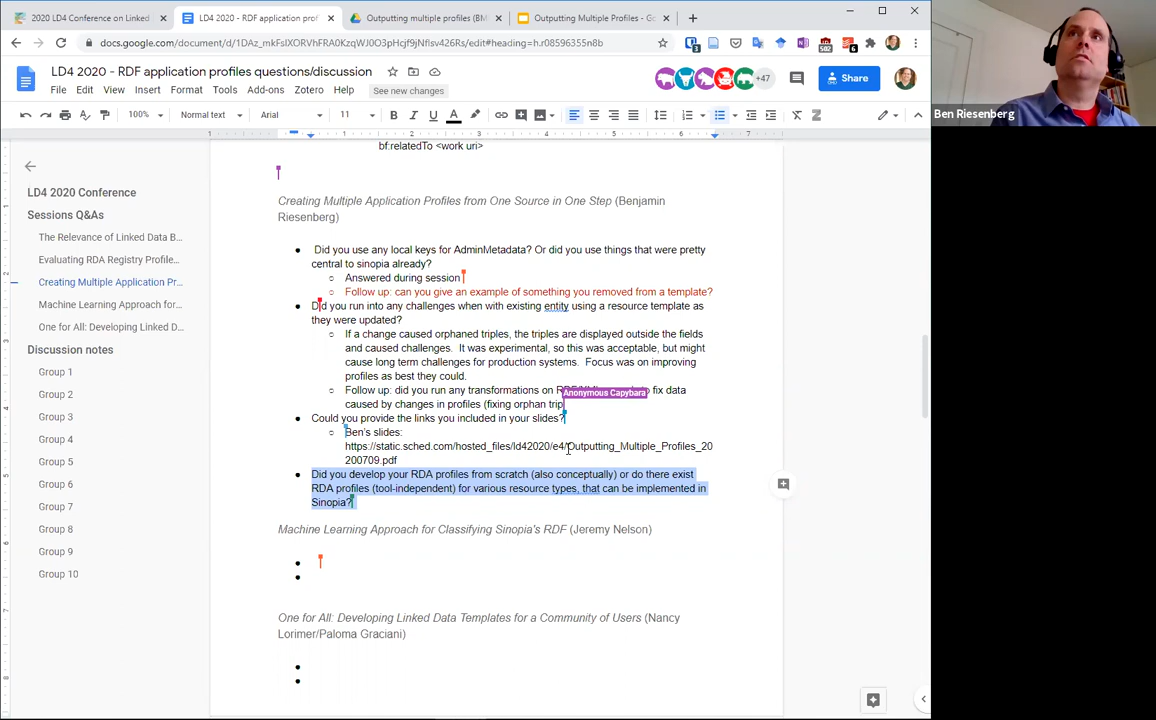 2020 LD4 Conference on Linked
LD4 2020 - RDF application prof
Outputting multiple profiles (BM
Outputting Multiple Profiles - Go
docs.google.com/document/d/
LD4 2020 - RDF application profiles questions/discussion
File Edit View Insert Format Tools Add-ons Zotero Help
See new changes
+47
Share
100%
Normal text
Arial
11
1 1 2 3 4 5 6 7
bf:relatedTo <work uri>
LD4 2020 Conference
Sessions Q&As
The Relevance of Linked Data B...
Evaluating RDA Registry Profile...
Creating Multiple Application Pr...
Machine Learning Approach for...
One for All: Developing Linked D...
Discussion notes
Group 1
Group 2
Group 3
Group 4
Group 5
Group 6
Group 7
Group 8
Group 9
Group 10
Creating Multiple Application Profiles from One Source in One Step (Benjamin
Riesenberg)
Did you use any local keys for AdminMetadata? Or did you use things that were pretty
central to sinopia already?
Answered during session
Follow up: can you give an example of something you removed from a template?
Did you run into any challenges when with existing entity using a resource template as
they were updated?
If a change caused orphaned triples, the triples are displayed outside the fields
and caused challenges. It was experimental, so this was acceptable, but might
cause long term challenges for production systems. Focus was on improving
profiles as best they could.
Follow up: did you run any transformations on fix data
Anonymous Capybara
caused by changes in profiles (fixing orphan trip
Could you provide the links you included in your slides?
Ben's slides:
https://static.sched.com/hosted_files/ld42020/e4/Outputting_Multiple_Profiles_20
200709.pdf
Did you develop your RDA profiles from scratch (also conceptually) or do there exist
RDA profiles (tool-independent) for various resource types, that can be implemented in
Sinopia?
Machine Learning Approach for Classifying Sinopia's RDF (Jeremy Nelson)
One for All: Developing Linked Data Templates for a Community of Users (Nancy
Lorimer/Paloma Graciani)
Ben Riesenberg